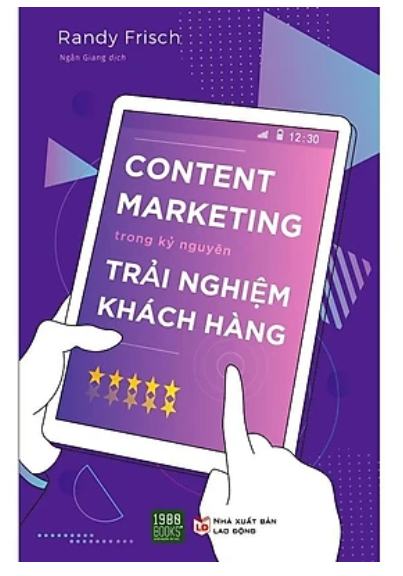 Randy Frisch
Ngân Giang dịch
12:30
CONTENT
MARKETING
trong kỷ nguyên
TRẢI NGHIỆM
KHÁCH HÀNG
1980
BOOKS
LĐ
NHÀ XUẤT BẢN
LAO ĐỘNG